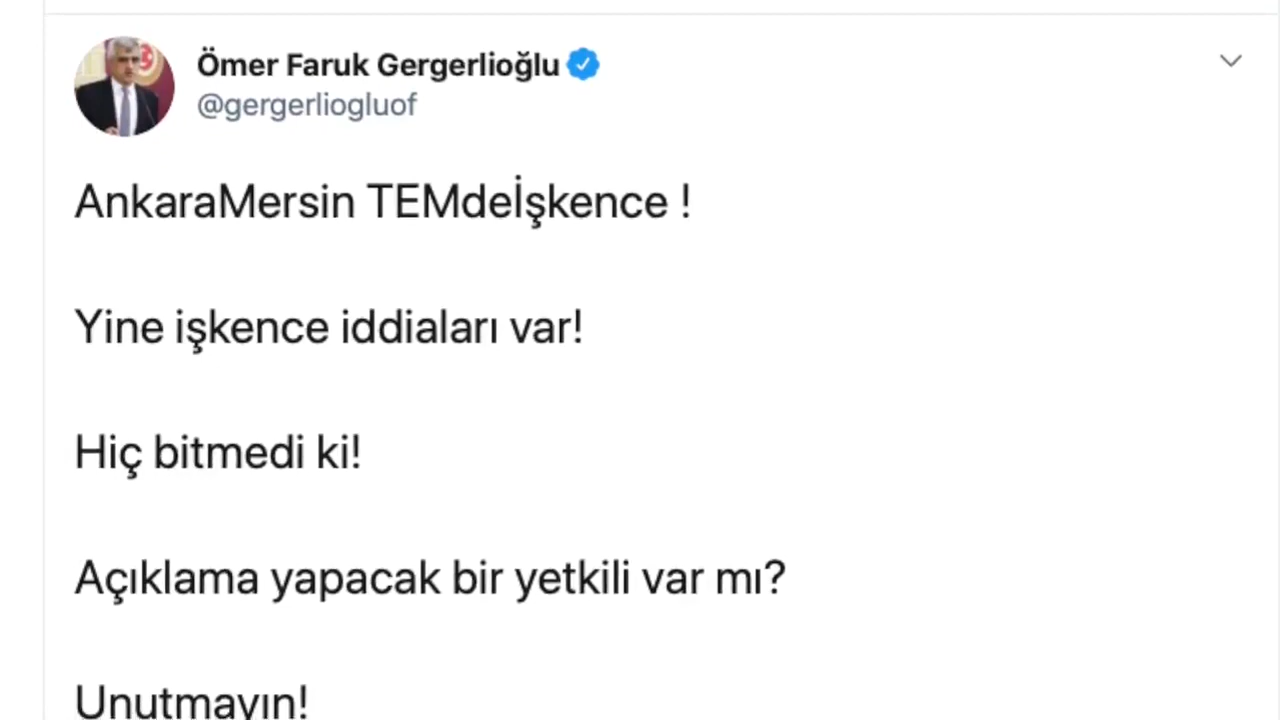 Ömer Faruk Gergerlioğlu
@gergerliogluof
AnkaraMersin TEMdeİşkence !
Yine işkence iddiaları var!
Hiç bitmedi ki!
Açıklama yapacak bir yetkili var mı?
Unutmayın!